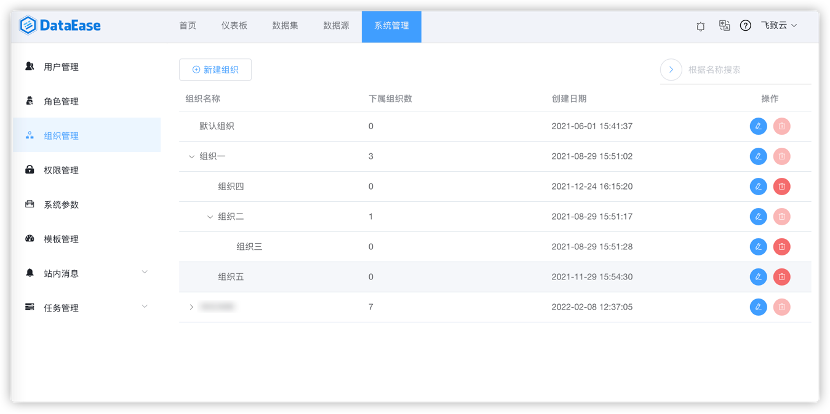 DataEase 首页 仪表板 数据集 数据源 系统管理 飞致云
用户管理
角色管理
组织管理
权限管理
系统参数
模板管理
站内消息
任务管理
新建组织 根据名称搜索
组织名称 下属组织数 创建日期 操作
默认组织 0 2021-06-01 15:41:37
组织一 3 2021-08-29 15:51:02
组织四 0 2021-12-24 16:15:20
组织二 1 2021-08-29 15:51:17
组织三 0 2021-08-29 15:51:28
组织五 0 2021-11-29 15:54:30
7 2022-02-08 12:37:05